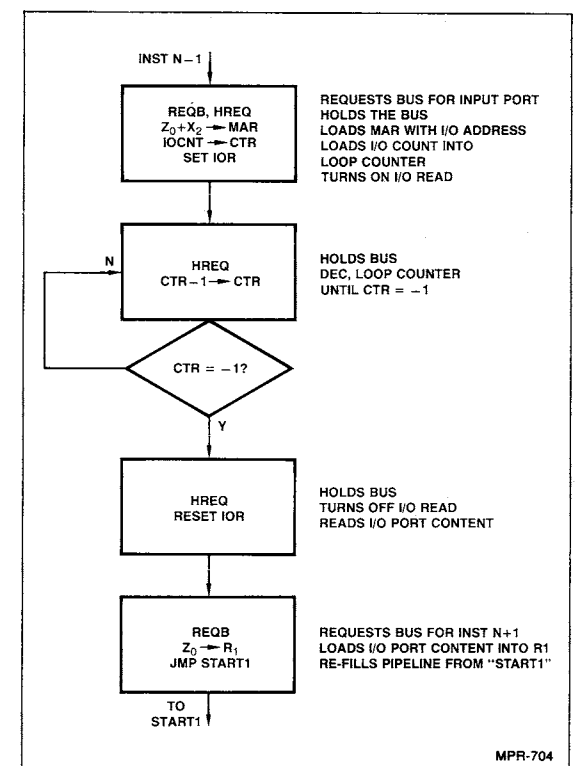 INST N–1
REQB, HREQ
Z0+X2 → MAR
IOCNT → CTR
SET IOR
REQUESTS BUS FOR INPUT PORT
HOLDS THE BUS
LOADS MAR WITH I/O ADDRESS
LOADS I/O COUNT INTO
LOOP COUNTER
TURNS ON I/O READ
N
HREQ
CTR–1 → CTR
HOLDS BUS
DEC, LOOP COUNTER
UNTIL CTR = –1
CTR = –1?
Y
HREQ
RESET IOR
HOLDS BUS
TURNS OFF I/O READ
READS I/O PORT CONTENT
REQB
Z0 → R1
JMP START1
REQUESTS BUS FOR INST N+1
LOADS I/O PORT CONTENT INTO R1
RE-FILLS PIPELINE FROM "START1"
TO
START1
MPR-704